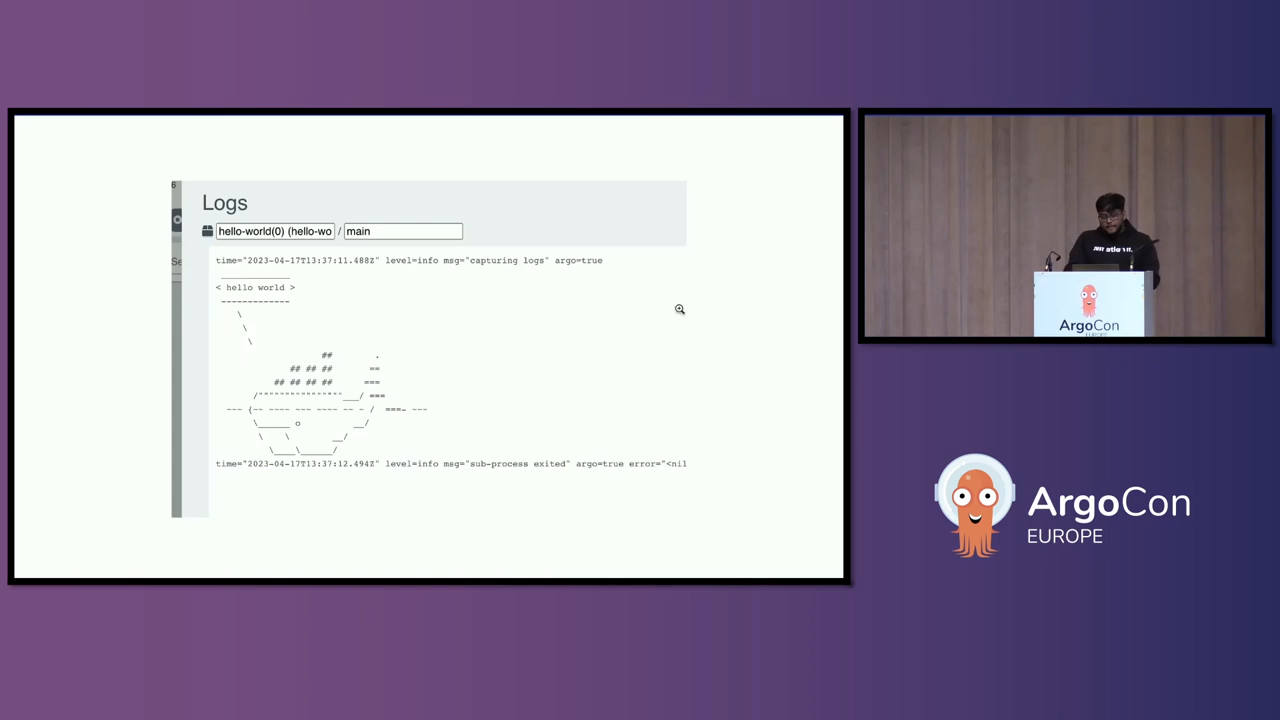 6
Se
Logs
hello-world(0) (hello-wo / main
time="2023-04-17T13:37:11.488Z" level=info msg="capturing logs" argo=true
< hello world >
time="2023-04-17T13:37:12.494Z" level=info msg="sub-process exited" argo=true error="<nil
ArgoCon
ArgoCon
EUROPE